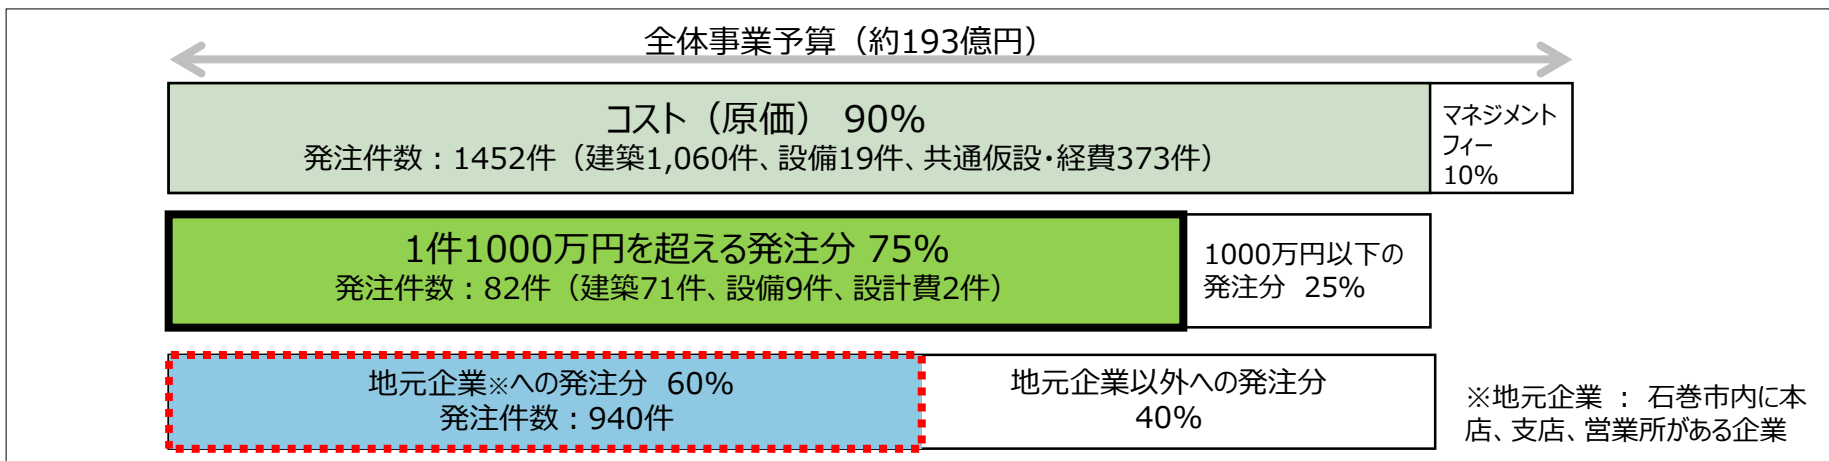 全体事業予算（約193億円）
コスト（原価） 90%
発注件数：1452件（建築1,060件、設備19件、共通仮設・経費373件）
マネジメント
フィー
10%
1件1000万円を超える発注分 75%
発注件数：82件（建築71件、設備9件、設計費2件）
1000万円以下の
発注分 25%
地元企業※への発注分 60%
発注件数：940件
地元企業以外への発注分
40%
※地元企業 ： 石巻市内に本
店、支店、営業所がある企業